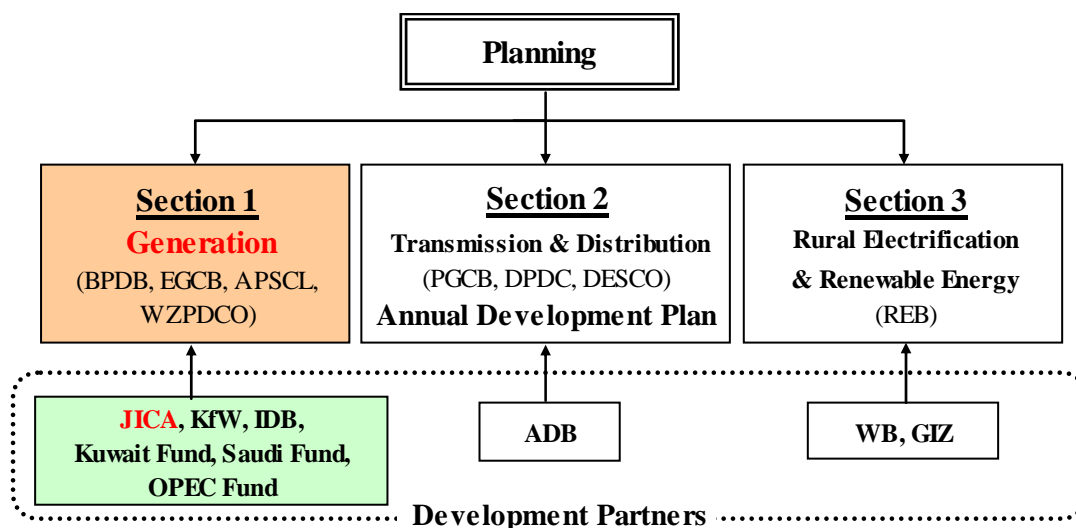 Planning
Section 1
Generation
(BPDB, EGCB, APSCL,
WZPDCO)
Section 2
Transmission & Distribution
(PGCB, DPDC, DESCO)
Annual Development Plan
Section 3
Rural Electrification
& Renewable Energy
(REB)
JICA, KfW, IDB,
Kuwait Fund, Saudi Fund,
OPEC Fund
ADB
WB, GIZ
Development Partners